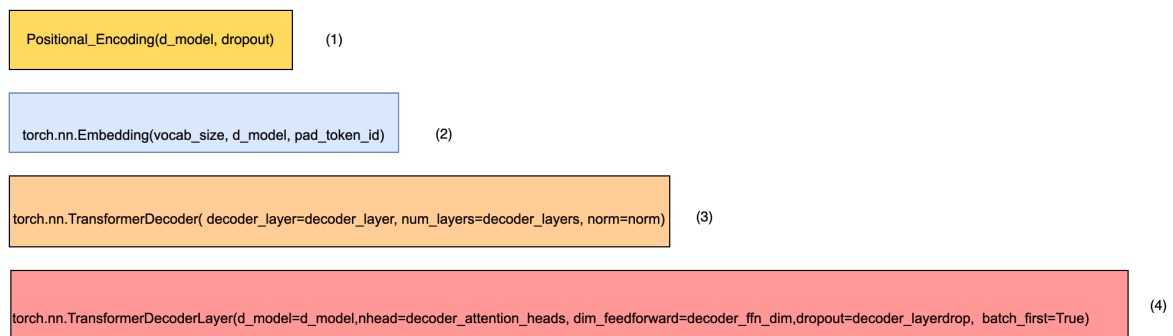 Positional_Encoding(d_model, dropout) (1)
torch.nn.Embedding(vocab_size, d_model, pad_token_id) (2)
torch.nn.TransformerDecoder( decoder_layer=decoder_layer, num_layers=decoder_layers, norm=norm) (3)
torch.nn.TransformerDecoderLayer(d_model=d_model,nhead=decoder_attention_heads, dim_feedforward=decoder_ffn_dim,dropout=decoder_layerdrop, batch_first=True) (4)